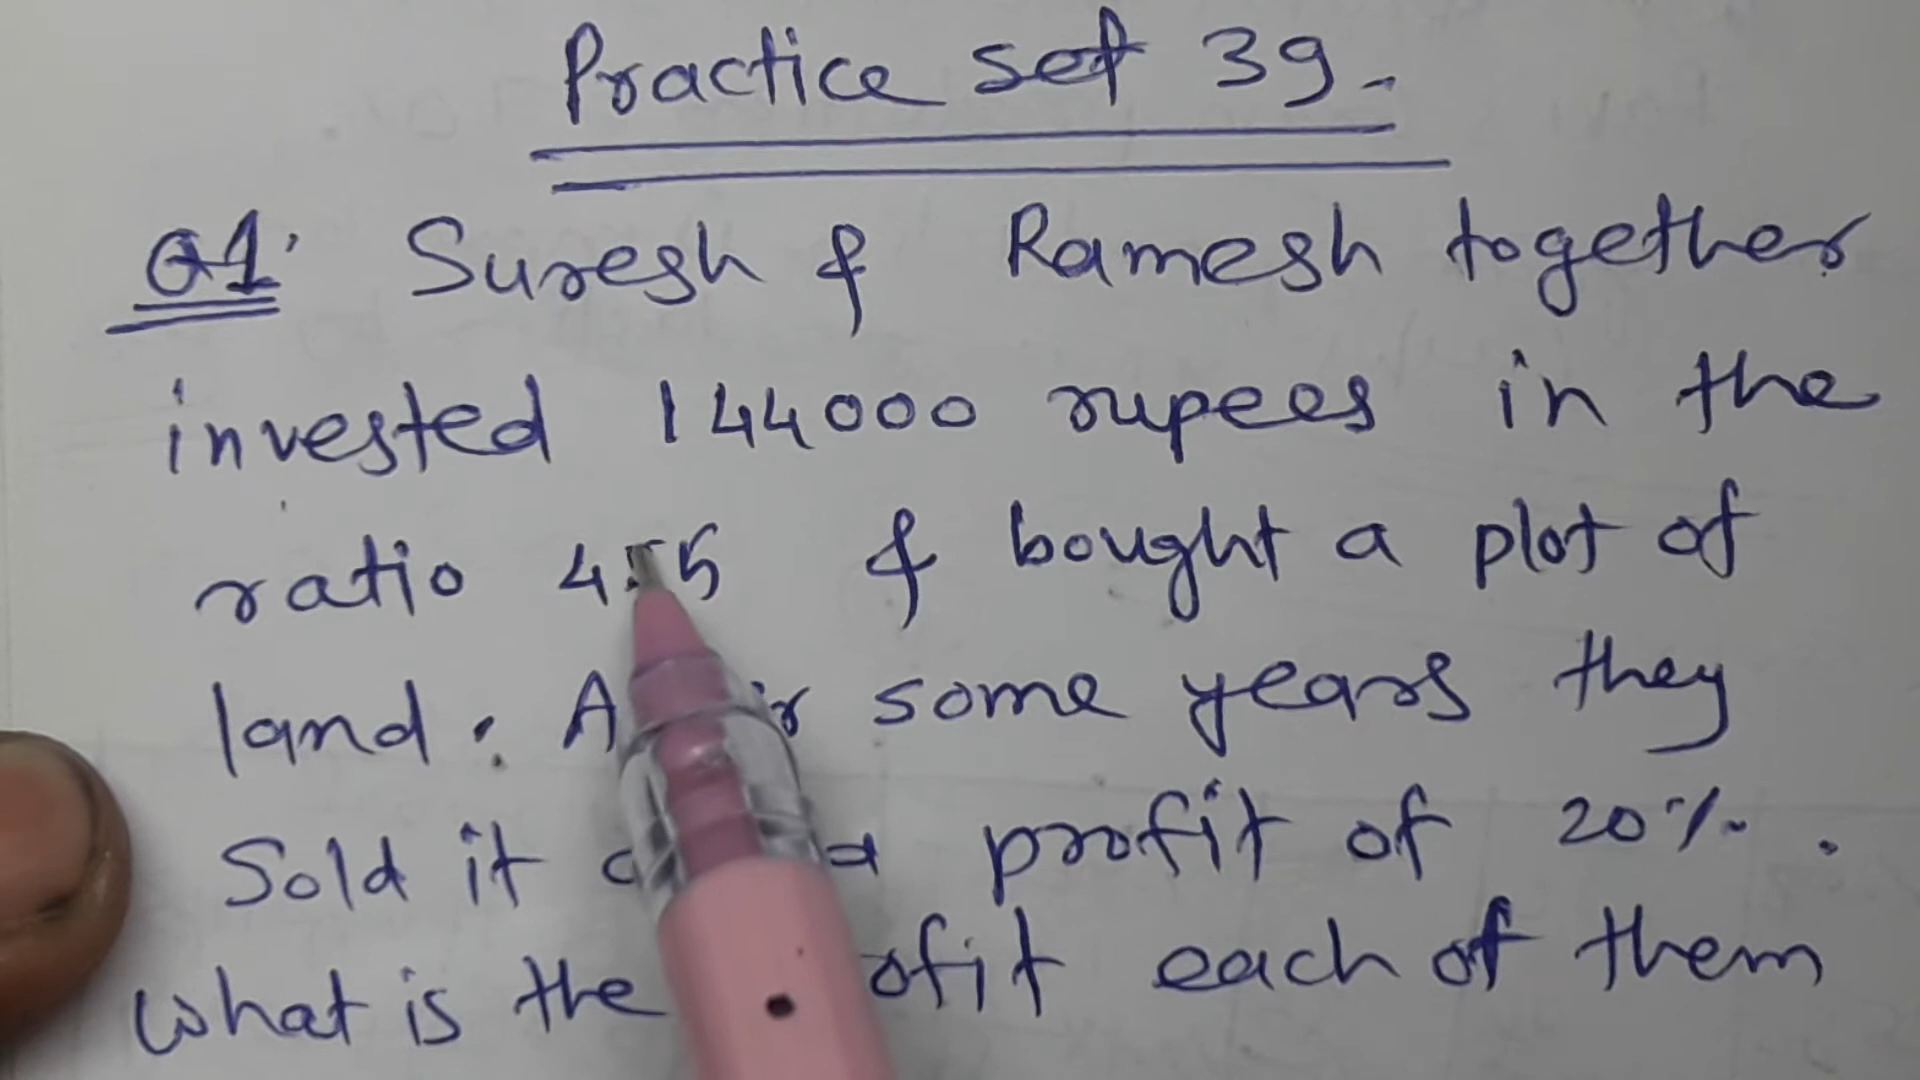 Practice set 39.
Q1. Suresh & Ramesh together
invested 144000 rupees in the
ratio 4:5 & bought a plot of
land. some years they
Sold it a profit of 20%.
What is the each of them